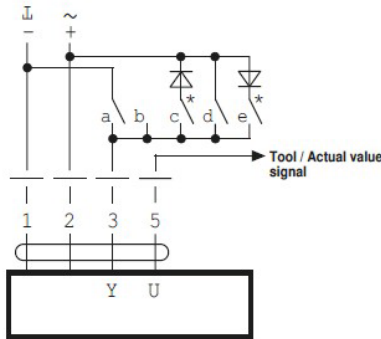 ⊥ ~
- +
* *
a b c d e
Tool / Actual value
signal
1 2 3 5
Y U